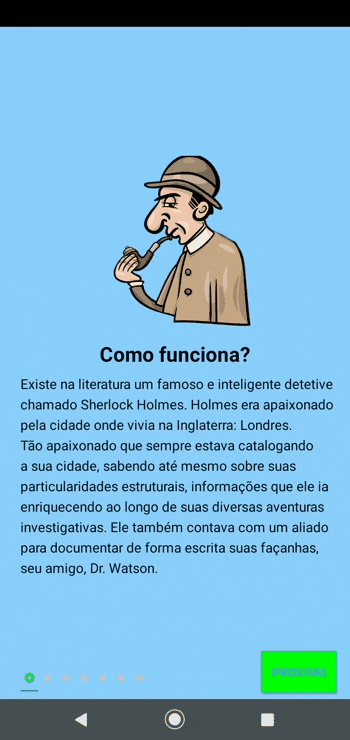 Como funciona?
Existe na literatura um famoso e inteligente detetive
chamado Sherlock Holmes. Holmes era apaixonado
pela cidade onde vivia na Inglaterra: Londres.
Tão apaixonado que sempre estava catalogando
a sua cidade, sabendo até mesmo sobre suas
particularidades estruturais, informações que ele ia
enriquecendo ao longo de suas diversas aventuras
investigativas. Ele também contava com um aliado
para documentar de forma escrita suas façanhas,
seu amigo, Dr. Watson.
PROXIMO